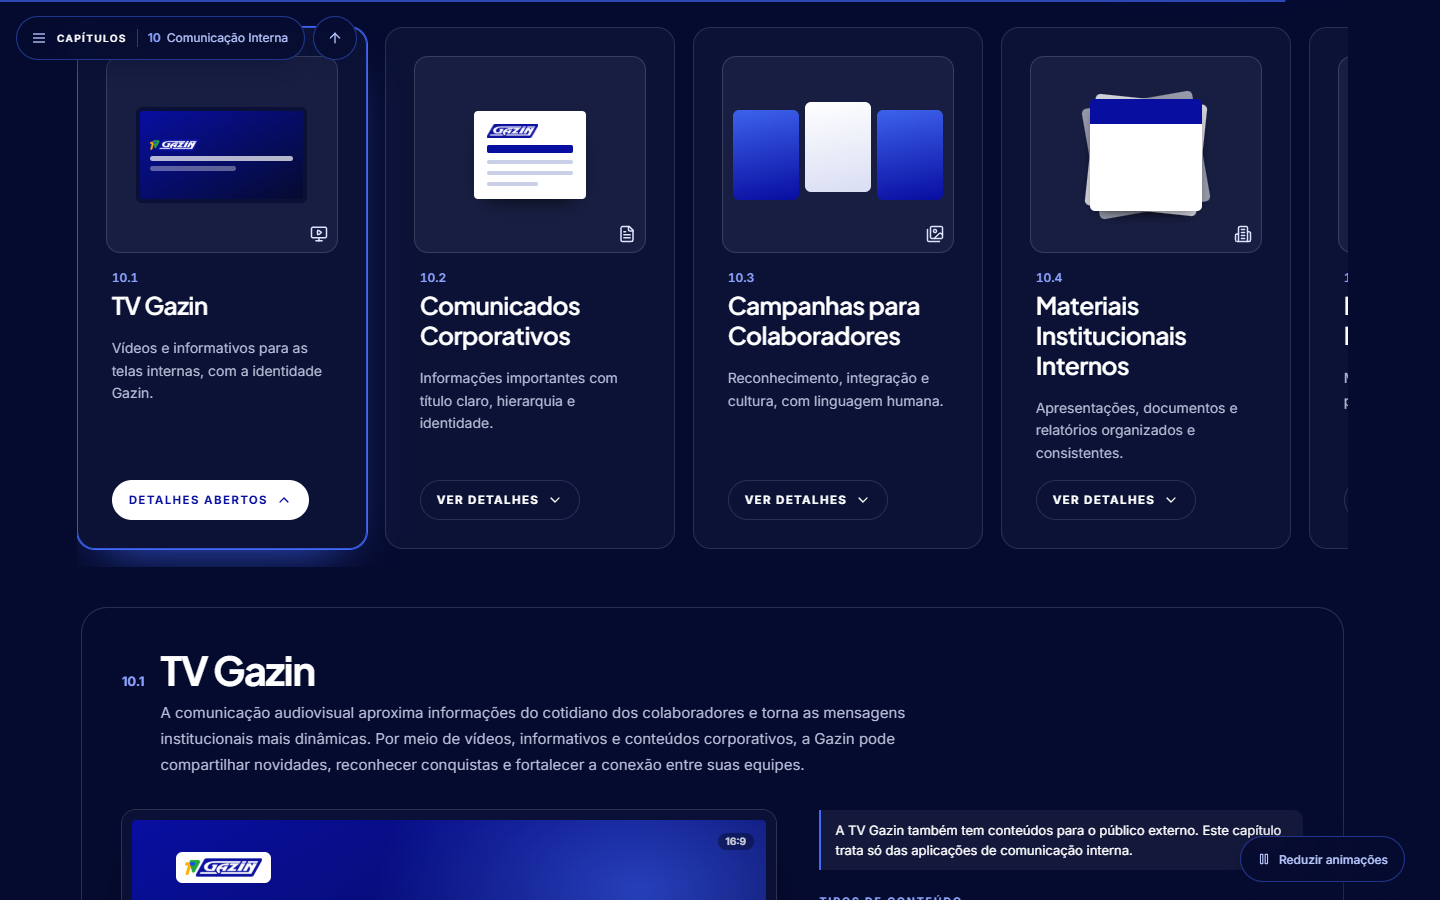 CAPÍTULOS
10 Comunicação Interna
GAZIN
10.1
TV Gazin
Vídeos e informativos para as
telas internas, com a identidade
Gazin.
DETALHES ABERTOS
GAZIN
10.2
Comunicados
Corporativos
Informações importantes com
título claro, hierarquia e
identidade.
VER DETALHES
10.3
Campanhas para
Colaboradores
Reconhecimento, integração e
cultura, com linguagem humana.
VER DETALHES
10.4
Materiais
Institucionais
Internos
Apresentações, documentos e
relatórios organizados e
consistentes.
VER DETALHES
10.1 TV Gazin
A comunicação audiovisual aproxima informações do cotidiano dos colaboradores e torna as mensagens
institucionais mais dinâmicas. Por meio de vídeos, informativos e conteúdos corporativos, a Gazin pode
compartilhar novidades, reconhecer conquistas e fortalecer a conexão entre suas equipes.
GAZIN
16:9
A TV Gazin também tem conteúdos para o público externo. Este capítulo
trata só das aplicações de comunicação interna.
Reduzir animações
TIPOS DE CONTEÚDO